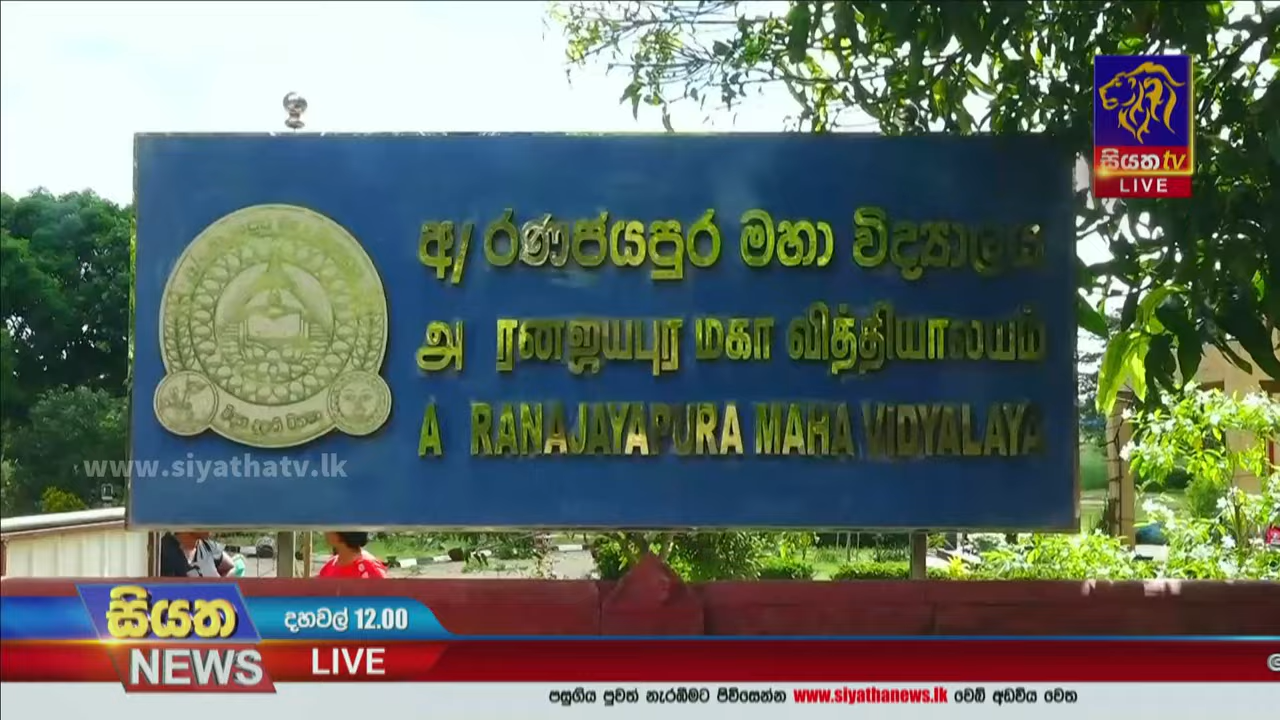 සියත tv
LIVE
අ/ රණජයපුර මහා විද්‍යාලය
அ ரனஜயபுர மகா வித்தியாலயம்
A RANAJAYAPURA MAHA VIDYALAYA
www.siyathatv.lk
සියත
NEWS
දහවල් 12.00
LIVE
පසුගිය පුවත් නැරඹීමට පිවිසෙන්න www.siyathanews.lk වෙබ් අඩවිය වෙත